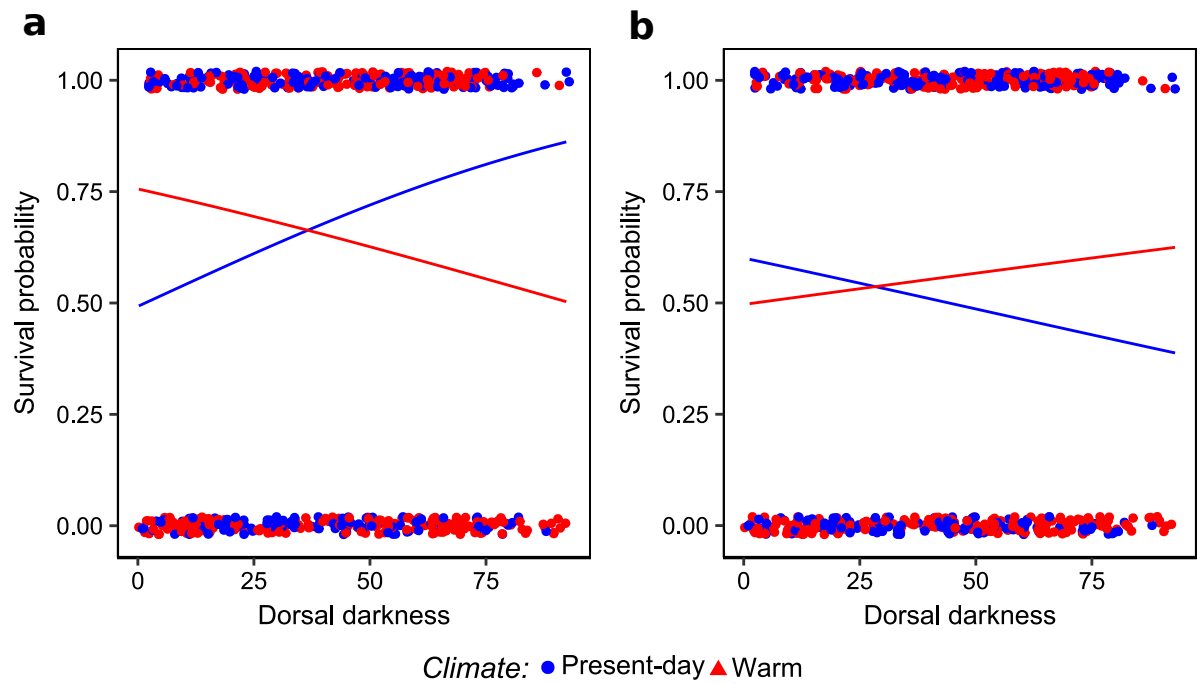 a
b
1.00
0.75
0.50
0.25
0.00
Survival probability
0
25
50
75
Dorsal darkness
1.00
0.75
0.50
0.25
0.00
Survival probability
0
25
50
75
Dorsal darkness
Climate: Present-day Warm